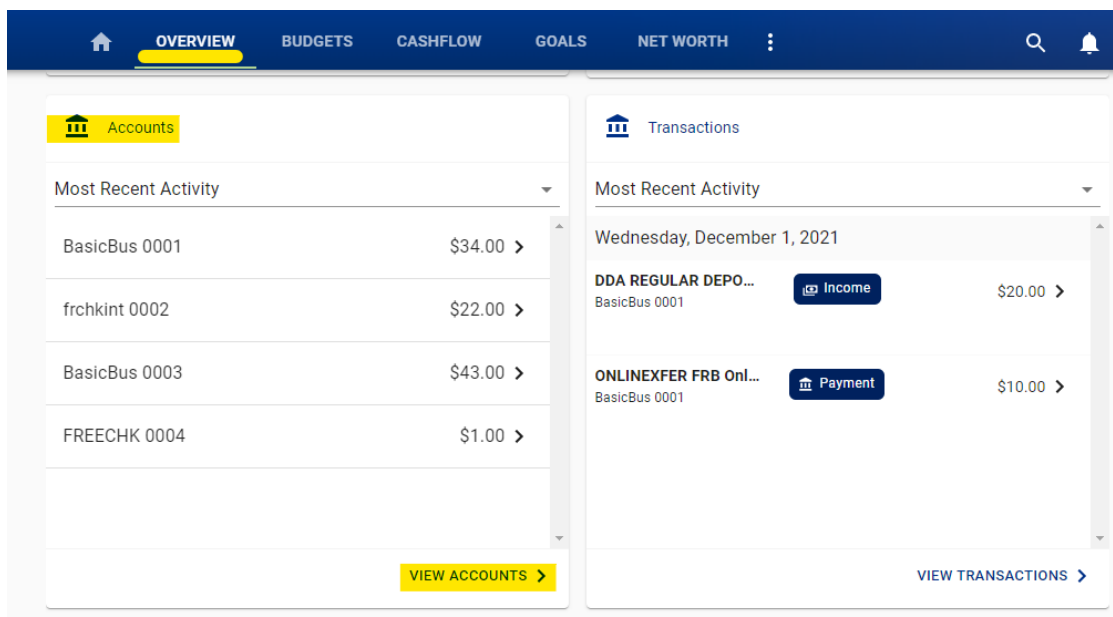 OVERVIEW BUDGETS CASHFLOW GOALS NET WORTH
Accounts
Most Recent Activity
BasicBus 0001 $34.00
frchkint 0002 $22.00
BasicBus 0003 $43.00
FREECHK 0004 $1.00
VIEW ACCOUNTS
Transactions
Most Recent Activity
Wednesday, December 1, 2021
DDA REGULAR DEPO... Income $20.00
BasicBus 0001
ONLINEXFER FRB Onl... Payment $10.00
BasicBus 0001
VIEW TRANSACTIONS